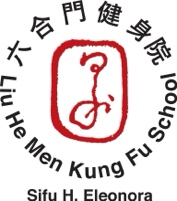 六合門健身院
Liu He Men Kung Fu School
Sifu H. Eleonora